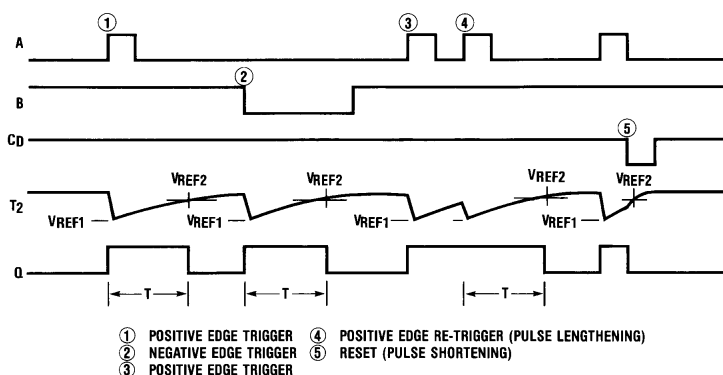 ① ③ ④
A
②
B
⑤
CD
VREF2 VREF2 VREF2 VREF2
T2
VREF1 VREF1 VREF1 VREF1
Q
T T T
① POSITIVE EDGE TRIGGER ④ POSITIVE EDGE RE-TRIGGER (PULSE LENGTHENING)
② NEGATIVE EDGE TRIGGER ⑤ RESET (PULSE SHORTENING)
③ POSITIVE EDGE TRIGGER